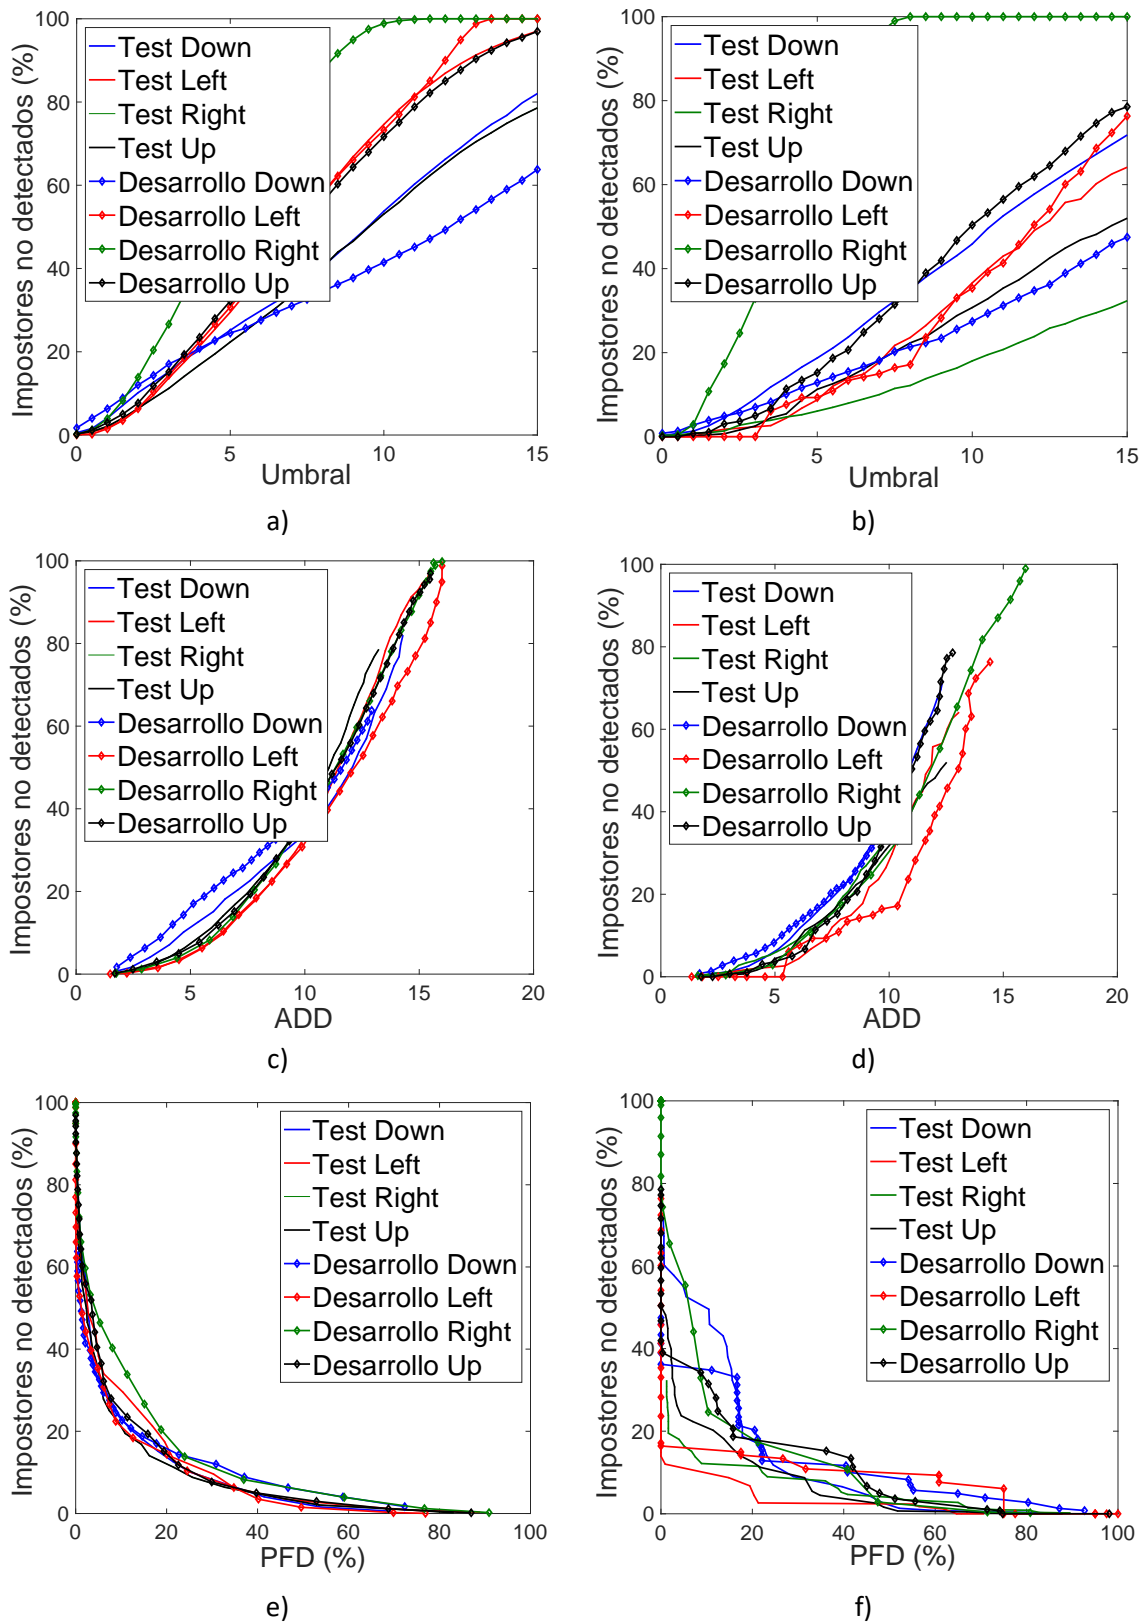 Impostores no detectados (%)
100
80
60
40
20
0
0
5
10
15
Umbral
Test Down
Test Left
Test Right
Test Up
Desarrollo Down
Desarrollo Left
Desarrollo Right
Desarrollo Up
a)
Impostores no detectados (%)
100
80
60
40
20
0
0
5
10
15
Umbral
Test Down
Test Left
Test Right
Test Up
Desarrollo Down
Desarrollo Left
Desarrollo Right
Desarrollo Up
b)
Impostores no detectados (%)
100
80
60
40
20
0
0
5
10
15
20
ADD
Test Down
Test Left
Test Right
Test Up
Desarrollo Down
Desarrollo Left
Desarrollo Right
Desarrollo Up
c)
Impostores no detectados (%)
100
80
60
40
20
0
0
5
10
15
20
ADD
Test Down
Test Left
Test Right
Test Up
Desarrollo Down
Desarrollo Left
Desarrollo Right
Desarrollo Up
d)
Impostores no detectados (%)
100
80
60
40
20
0
0
20
40
60
80
100
PFD (%)
Test Down
Test Left
Test Right
Test Up
Desarrollo Down
Desarrollo Left
Desarrollo Right
Desarrollo Up
e)
Impostores no detectados (%)
100
80
60
40
20
0
0
20
40
60
80
100
PFD (%)
Test Down
Test Left
Test Right
Test Up
Desarrollo Down
Desarrollo Left
Desarrollo Right
Desarrollo Up
f)